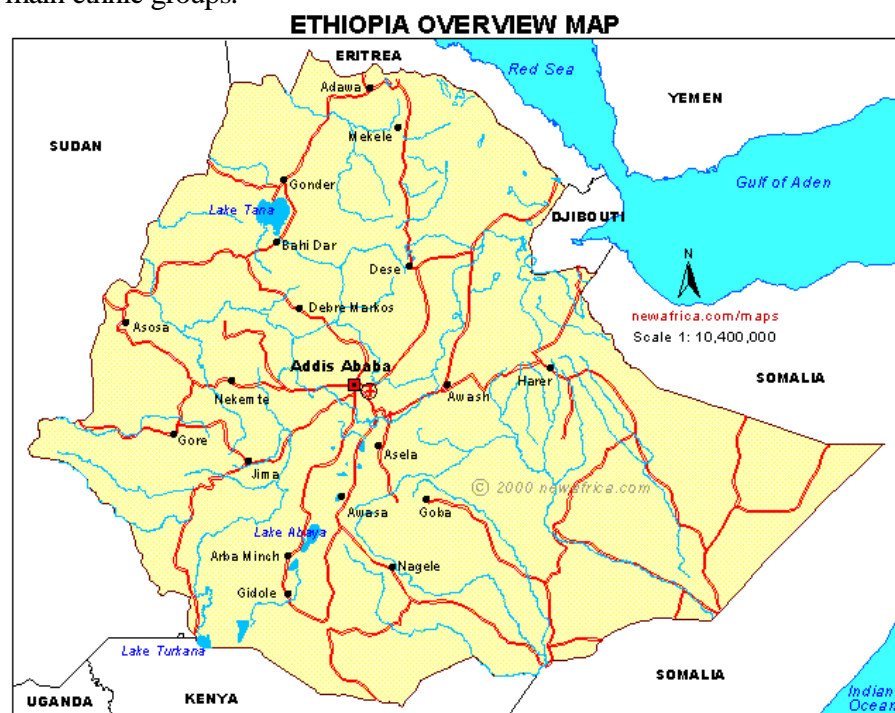 main ethnic groups.
ETHIOPIA OVERVIEW MAP
ERITREA
Red Sea
Adawa
YEMEN
Mekele
SUDAN
Gonder
Gulf of Aden
Lake Tana
DJIBOUTI
Bahi Dar
N
Dese
Debre Markos
newafrica.com/maps
Asosa
Scale 1: 10,400,000
Addis Ababa
Harer
SOMALIA
Nekemte
Awash
Gore
Asela
Jima
© 2000 newafrica.com
Awasa
Goba
Lake Abaya
Arba Minch
Nagele
Gidole
Lake Turkana
SOMALIA
UGANDA
KENYA
Indian
Ocean